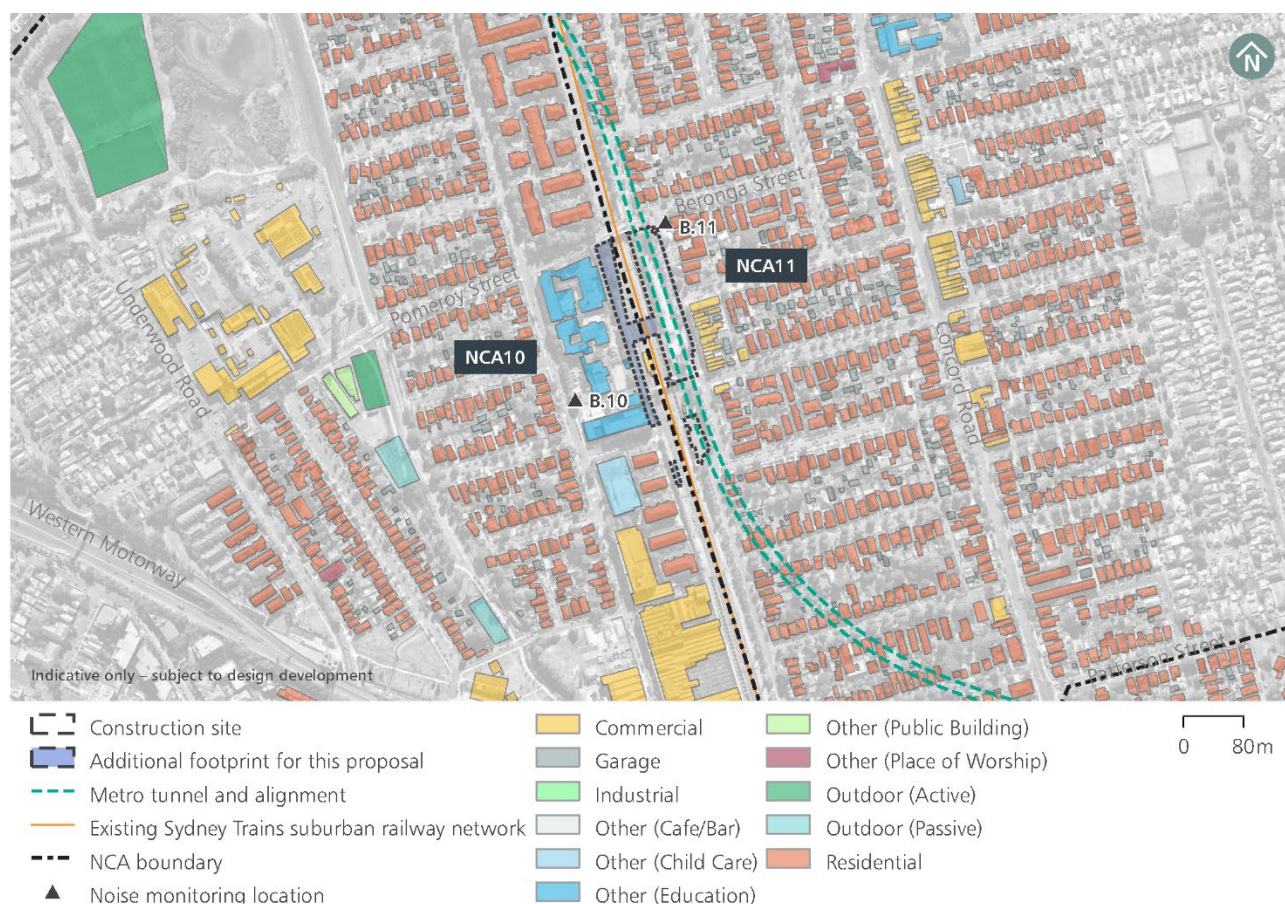 N
Beronga Street
B.11
NCA11
Pomeroy Street
Underwood Road
NCA10
Concord Road
B.10
Western Motorway
Patterson Street
Indicative only – subject to design development
Construction site
Additional footprint for this proposal
Metro tunnel and alignment
Existing Sydney Trains suburban railway network
NCA boundary
Noise monitoring location
Commercial
Garage
Industrial
Other (Cafe/Bar)
Other (Child Care)
Other (Education)
Other (Public Building)
Other (Place of Worship)
Outdoor (Active)
Outdoor (Passive)
Residential
0 80m